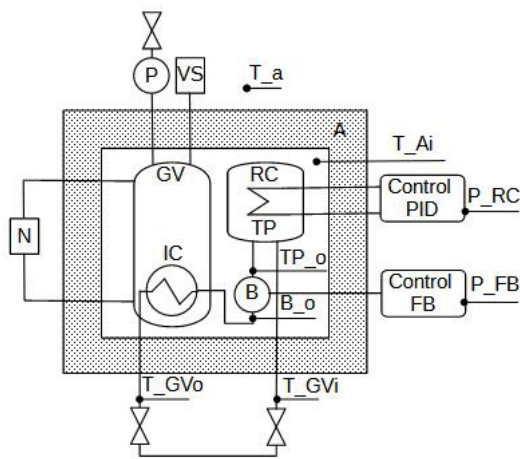 P
VS
T_a
A
T_Ai
GV
RC
Control
PID
P_RC
TP
N
IC
TP_o
B
B_o
Control
FB
P_FB
T_GVo
T_GVi